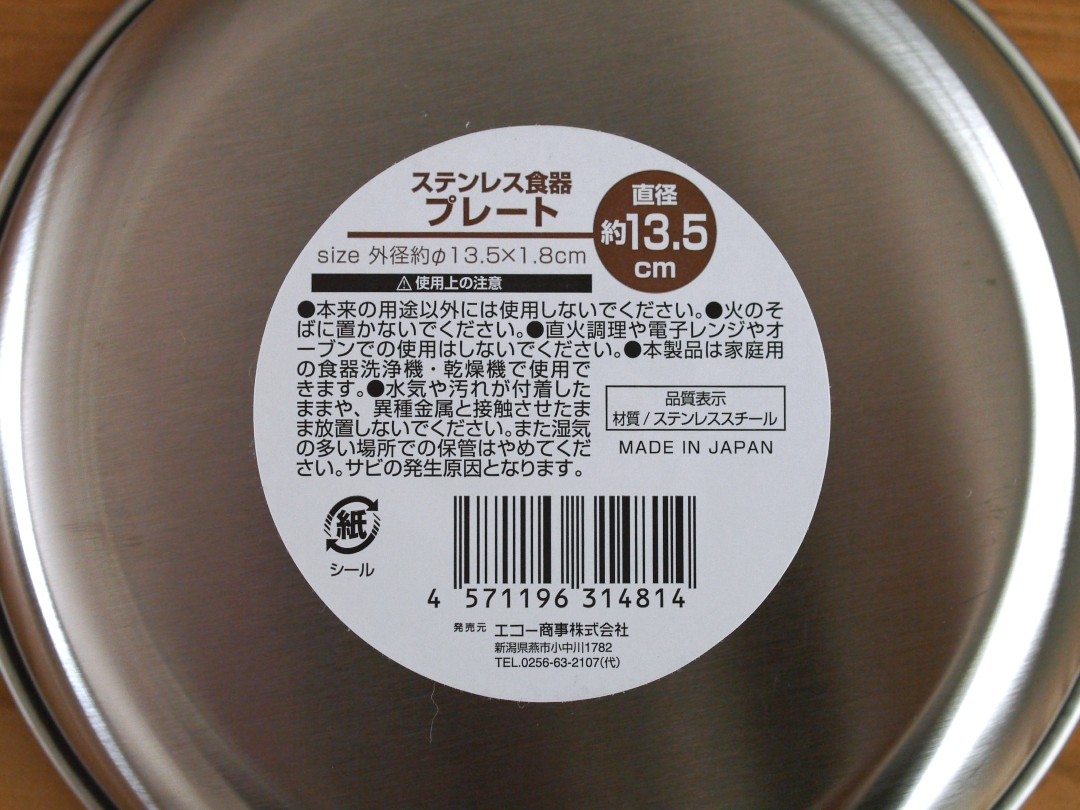 ステンレス食器
プレート
直径
約13.5
cm
size 外径約φ13.5×1.8cm
⚠使用上の注意
●本来の用途以外には使用しないでください。●火のそ
ばに置かないでください。●直火調理や電子レンジやオ
ーブンでの使用はしないでください。●本製品は家庭用
の食器洗浄機・乾燥機で使用で
きます。●水気や汚れが付着した
ままや、異種金属と接触させたま
ま放置しないでください。また湿気
の多い場所での保管はやめてくだ
さい。サビの発生原因となります。
品質表示
材質/ステンレススチール
MADE IN JAPAN
紙
シール
4 571196 314814
発売元 エコー商事株式会社
新潟県燕市小中川1782
TEL.0256-63-2107(代)